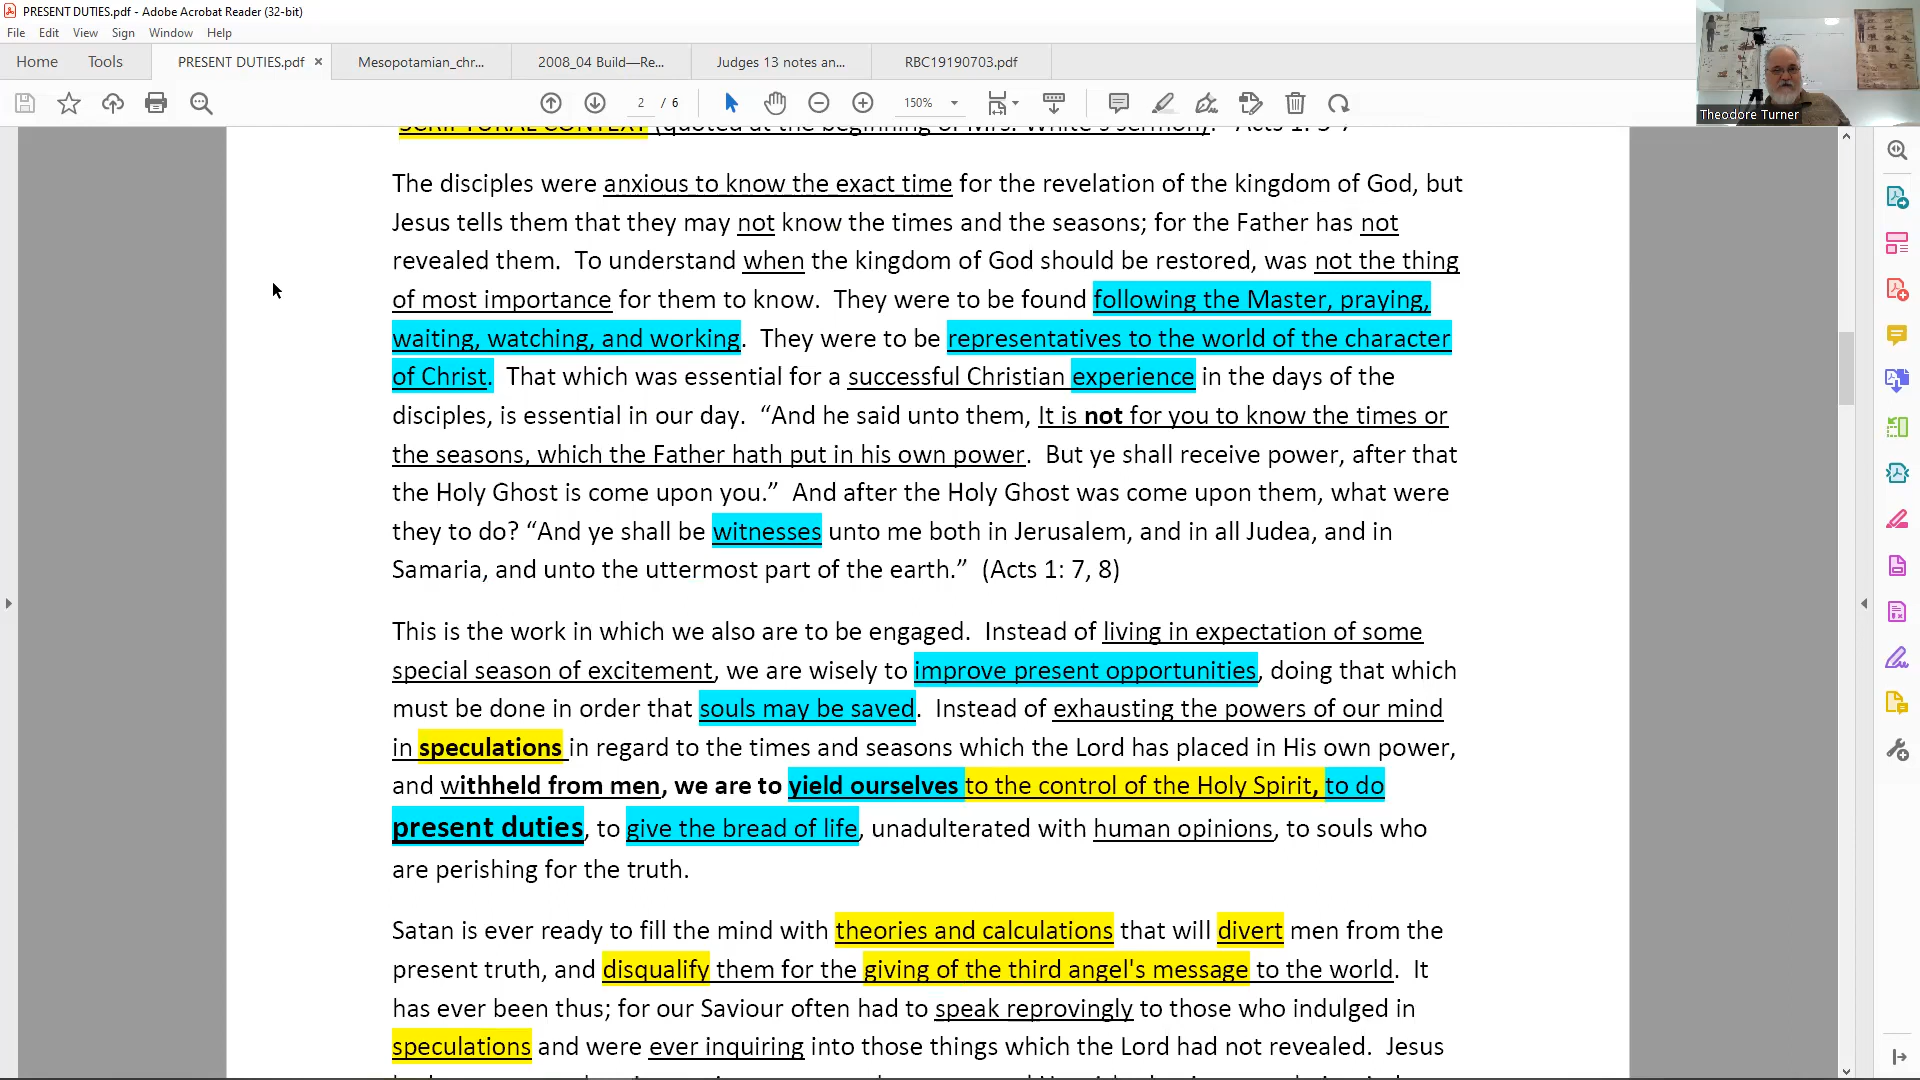 PRESENT DUTIES.pdf - Adobe Acrobat Reader (32-bit)
File Edit View Sign Window Help
Home Tools PRESENT DUTIES.pdf × Mesopotamian_chr... 2008_04 Build—Re... Judges 13 notes an... RBC19190703.pdf
2 / 6 150%
Theodore Turner
SCRIPTURAL CONTEXT (quoted at the beginning of Mrs. White's sermon): Acts 1: 3-7
The disciples were anxious to know the exact time for the revelation of the kingdom of God, but
Jesus tells them that they may not know the times and the seasons; for the Father has not
revealed them. To understand when the kingdom of God should be restored, was not the thing
of most importance for them to know. They were to be found following the Master, praying,
waiting, watching, and working. They were to be representatives to the world of the character
of Christ. That which was essential for a successful Christian experience in the days of the
disciples, is essential in our day. “And he said unto them, It is not for you to know the times or
the seasons, which the Father hath put in his own power. But ye shall receive power, after that
the Holy Ghost is come upon you.” And after the Holy Ghost was come upon them, what were
they to do? “And ye shall be witnesses unto me both in Jerusalem, and in all Judea, and in
Samaria, and unto the uttermost part of the earth.” (Acts 1: 7, 8)
This is the work in which we also are to be engaged. Instead of living in expectation of some
special season of excitement, we are wisely to improve present opportunities, doing that which
must be done in order that souls may be saved. Instead of exhausting the powers of our mind
in speculations in regard to the times and seasons which the Lord has placed in His own power,
and withheld from men, we are to yield ourselves to the control of the Holy Spirit, to do
present duties, to give the bread of life, unadulterated with human opinions, to souls who
are perishing for the truth.
Satan is ever ready to fill the mind with theories and calculations that will divert men from the
present truth, and disqualify them for the giving of the third angel's message to the world. It
has ever been thus; for our Saviour often had to speak reprovingly to those who indulged in
speculations and were ever inquiring into those things which the Lord had not revealed. Jesus